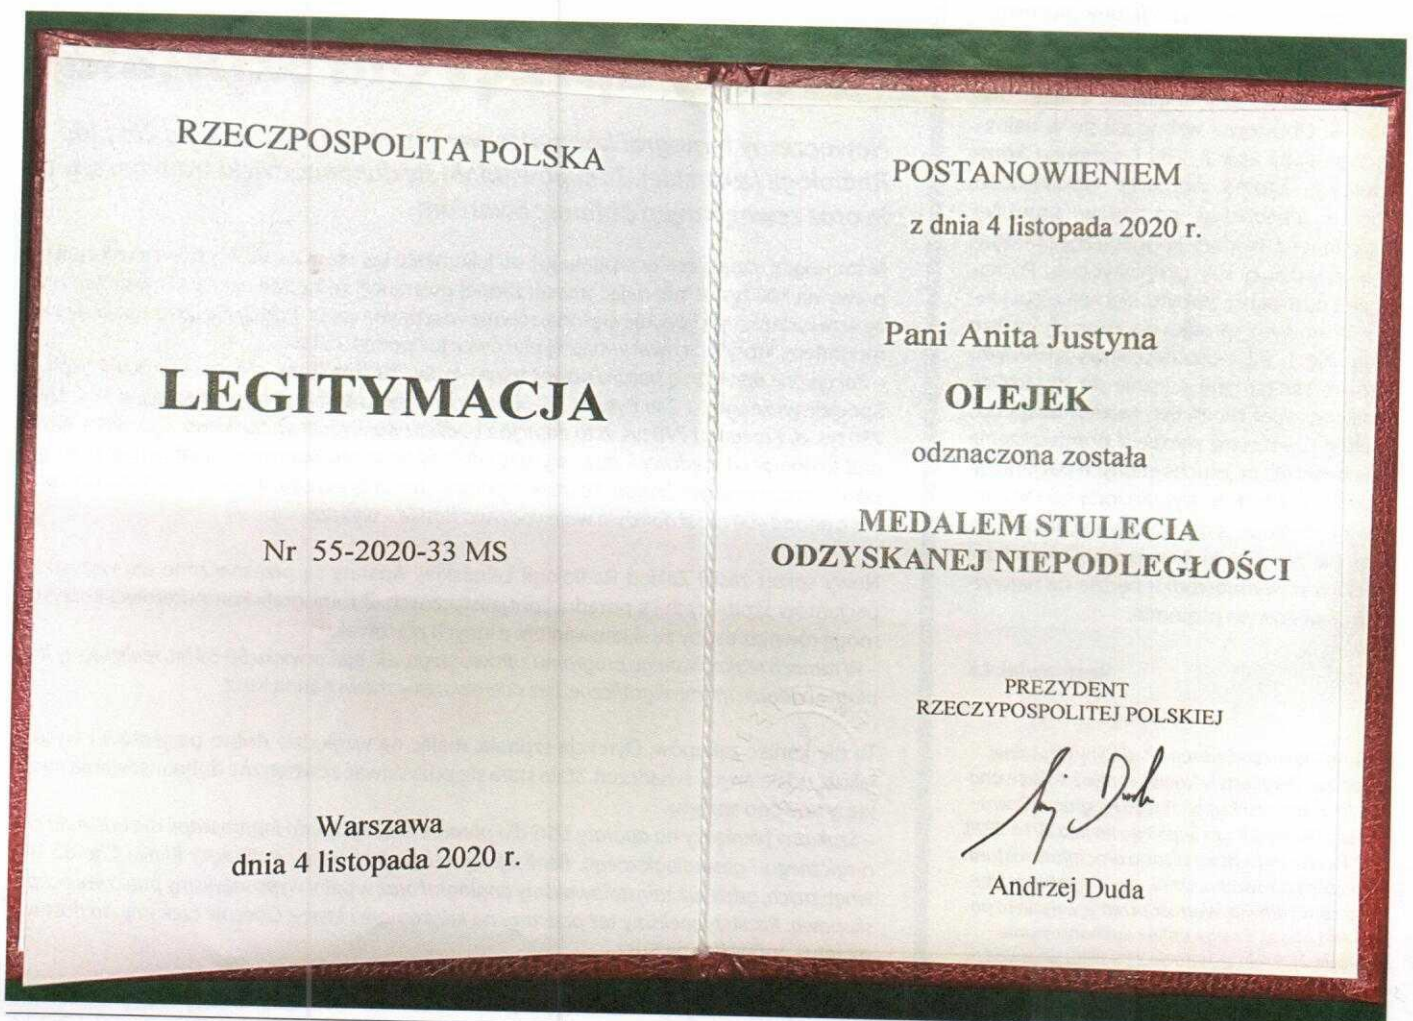 RZECZPOSPOLITA POLSKA
LEGITYMACJA
Nr 55-2020-33 MS
Warszawa
dnia 4 listopada 2020 r.
POSTANOWIENIEM
z dnia 4 listopada 2020 r.
Pani Anita Justyna
OLEJEK
odznaczona została
MEDALEM STULECIA
ODZYSKANEJ NIEPODLEGŁOŚCI
PREZYDENT
RZECZYPOSPOLITEJ POLSKIEJ
Andrzej Duda